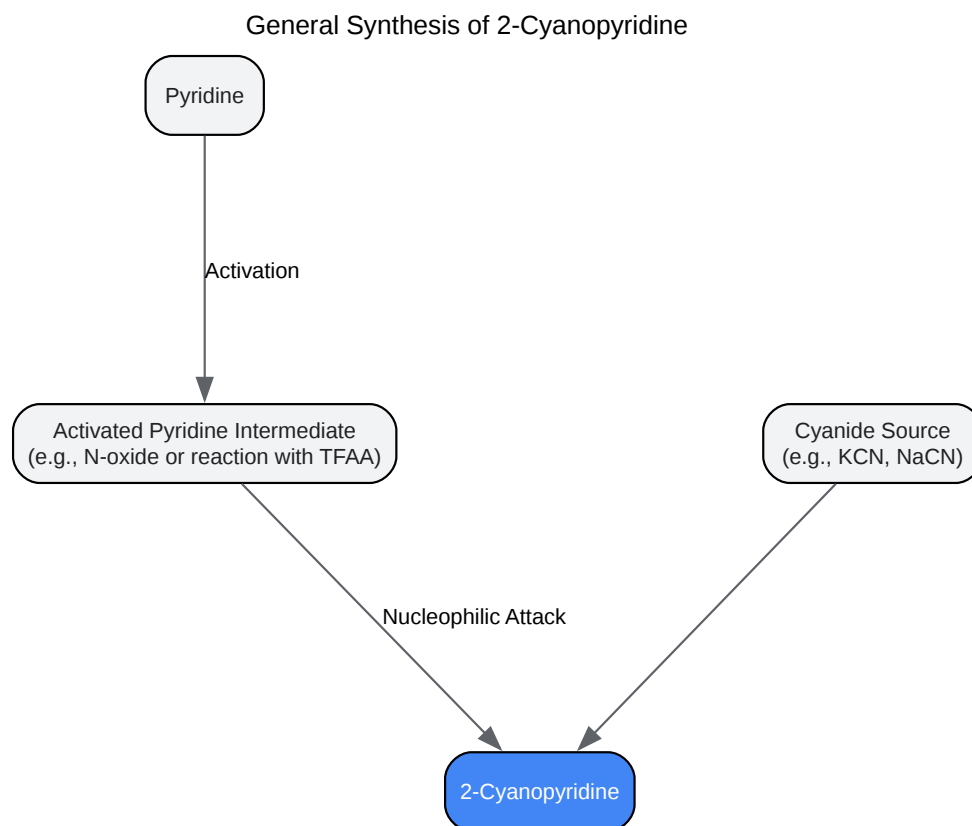 General Synthesis of 2-Cyanopyridine
Pyridine
Activation
Activated Pyridine Intermediate
(e.g., N-oxide or reaction with TFAA)
Cyanide Source
(e.g., KCN, NaCN)
Nucleophilic Attack
2-Cyanopyridine